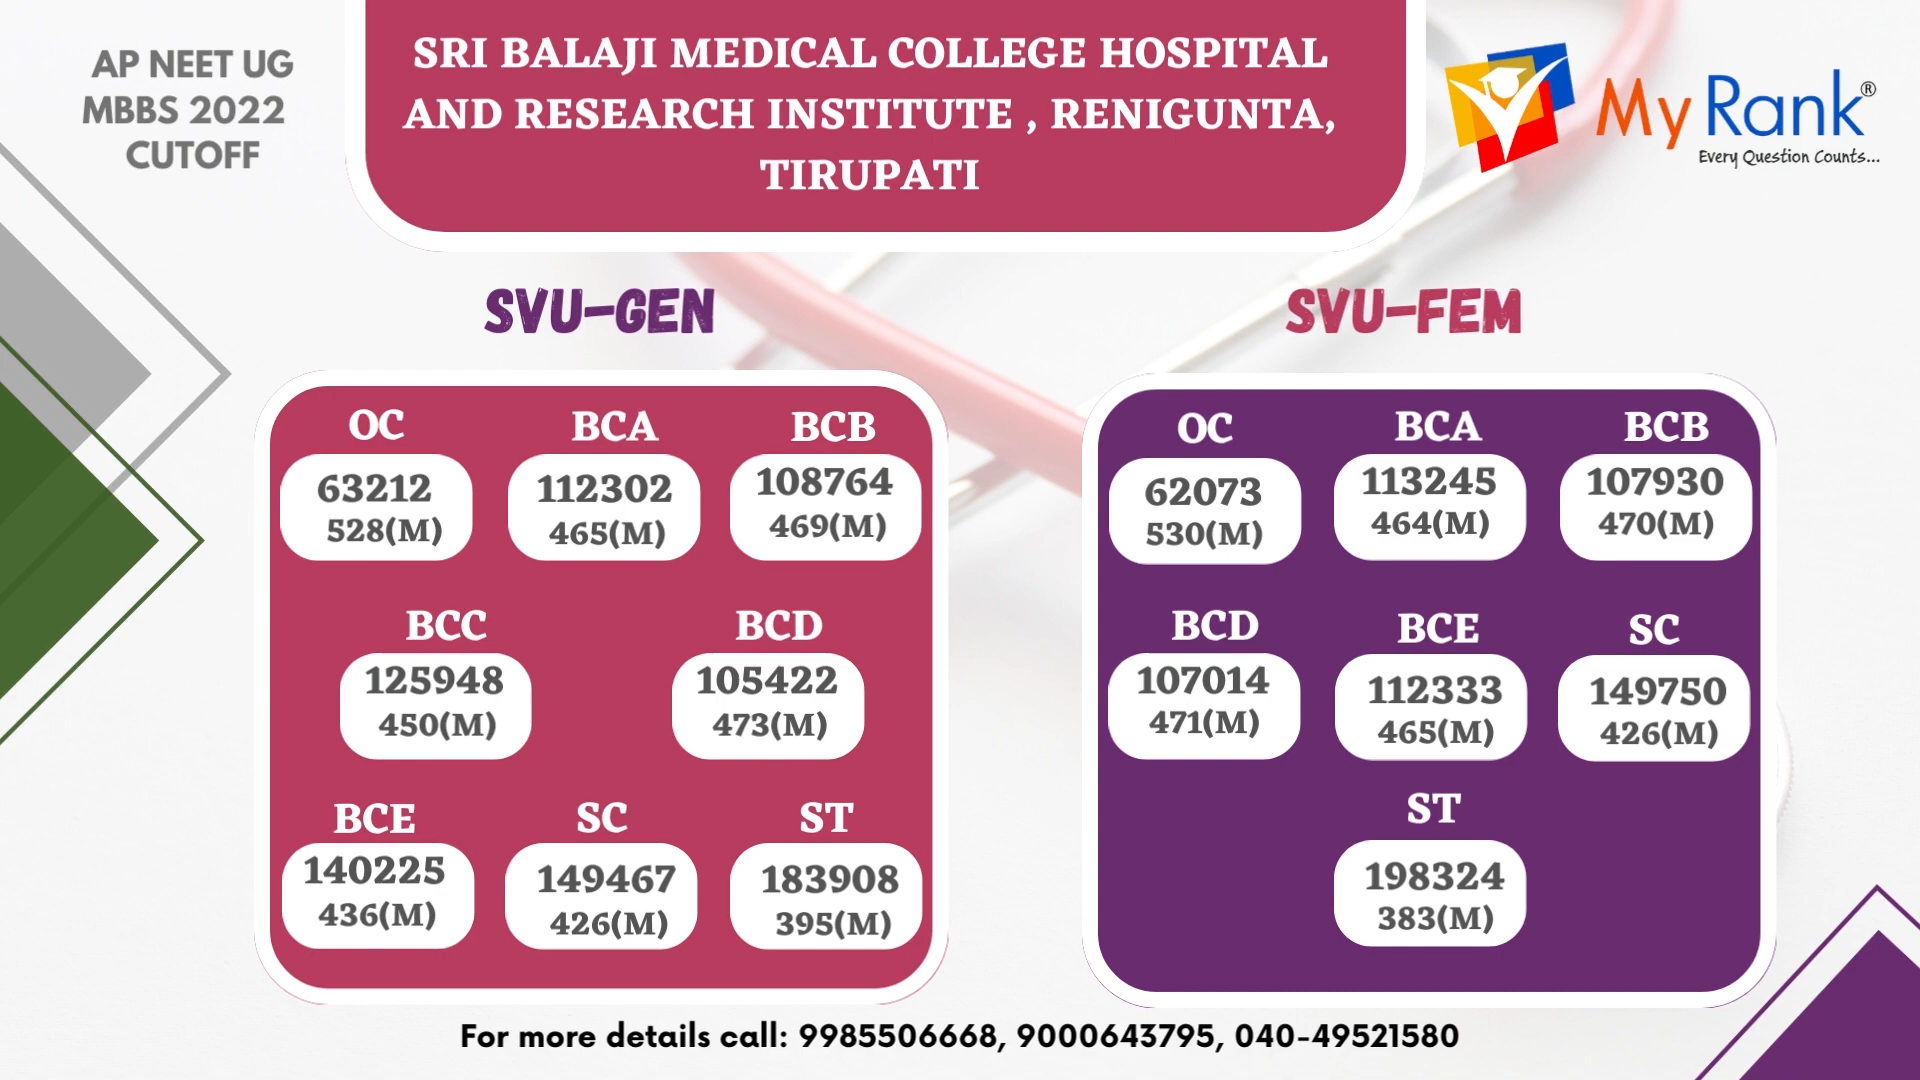 AP NEET UG
MBBS 2022
CUTOFF
SRI BALAJI MEDICAL COLLEGE HOSPITAL
AND RESEARCH INSTITUTE , RENIGUNTA,
TIRUPATI
My Rank®
Every Question Counts...
SVU-GEN
OC BCA BCB
63212 112302 108764
528(M) 465(M) 469(M)
BCC BCD
125948 105422
450(M) 473(M)
BCE SC ST
140225 149467 183908
436(M) 426(M) 395(M)
SVU-FEM
OC BCA BCB
62073 113245 107930
530(M) 464(M) 470(M)
BCD BCE SC
107014 112333 149750
471(M) 465(M) 426(M)
ST
198324
383(M)
For more details call: 9985506668, 9000643795, 040-49521580